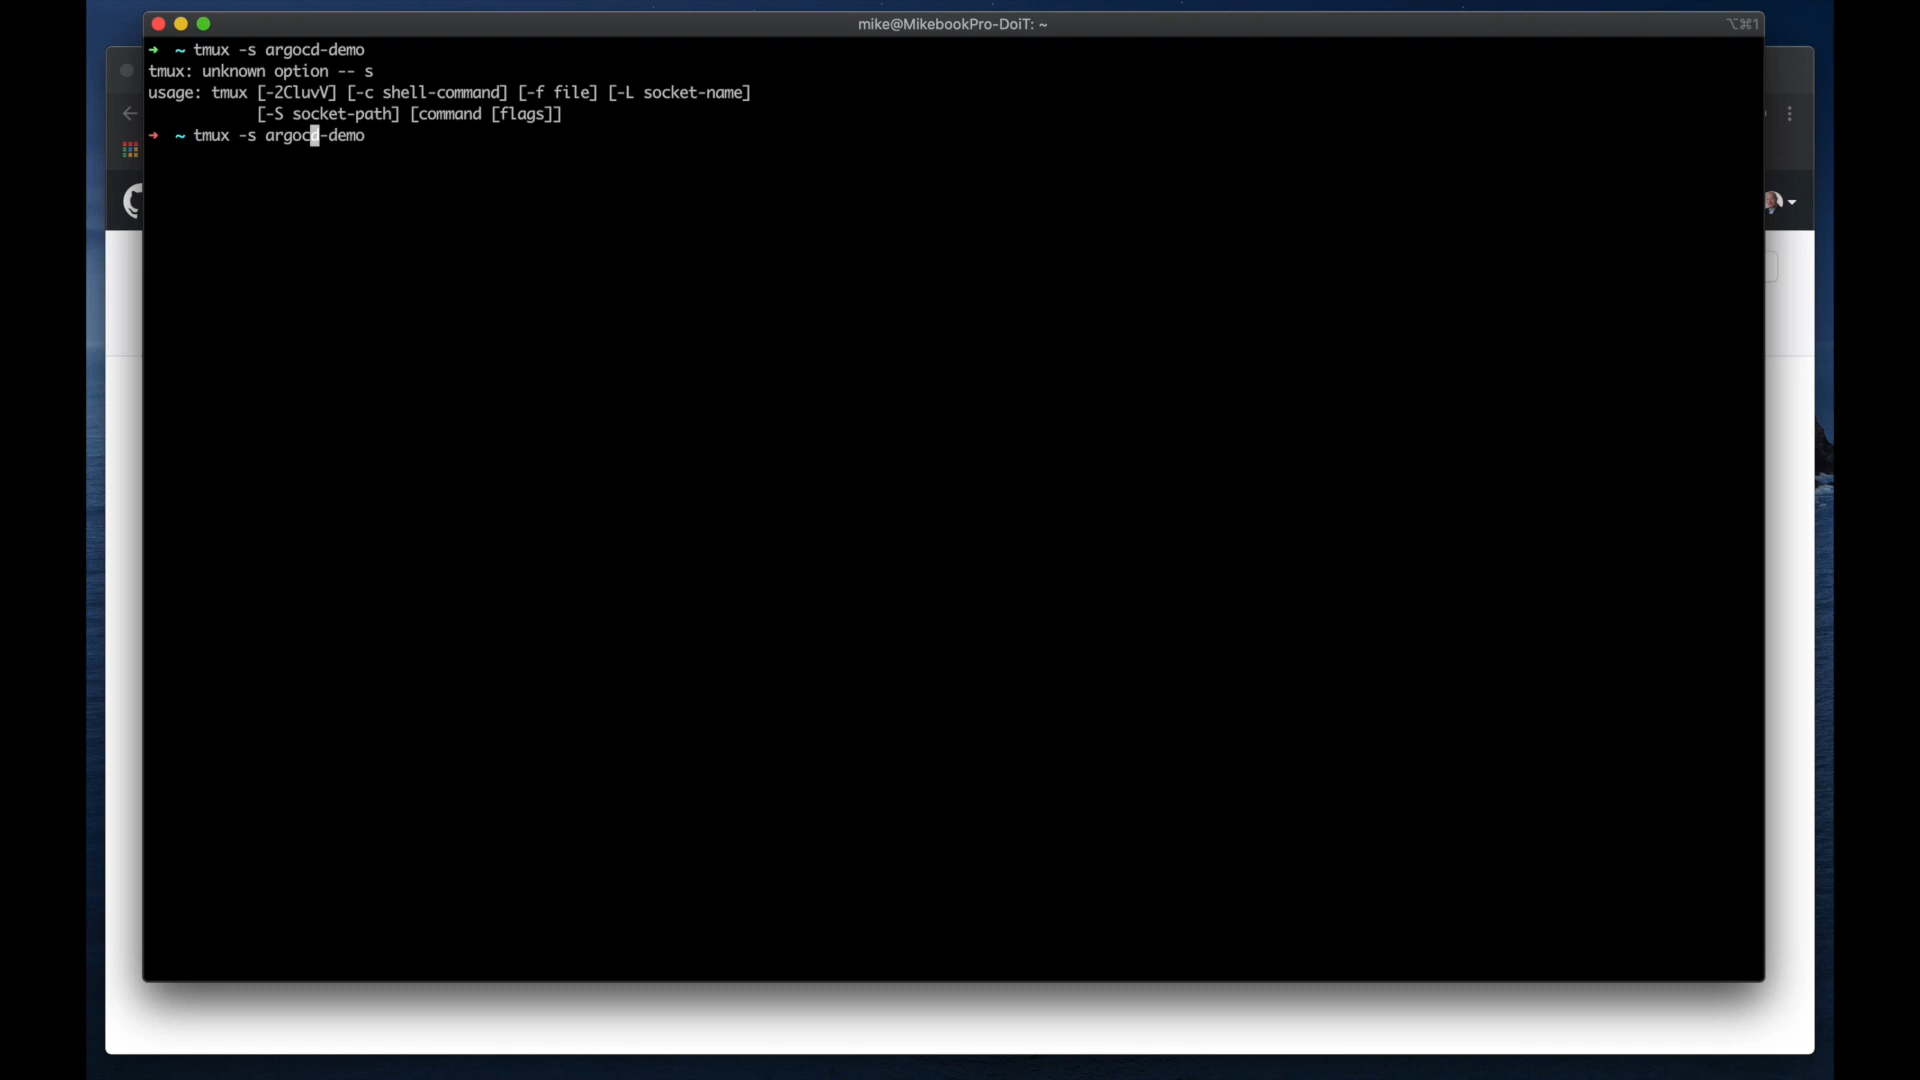 mike@MikebookPro-DoiT: ~
⌥⌘1
➜ ~ tmux -s argocd-demo
tmux: unknown option -- s
usage: tmux [-2CluvV] [-c shell-command] [-f file] [-L socket-name]
[-S socket-path] [command [flags]]
➜ ~ tmux -s argocd-demo